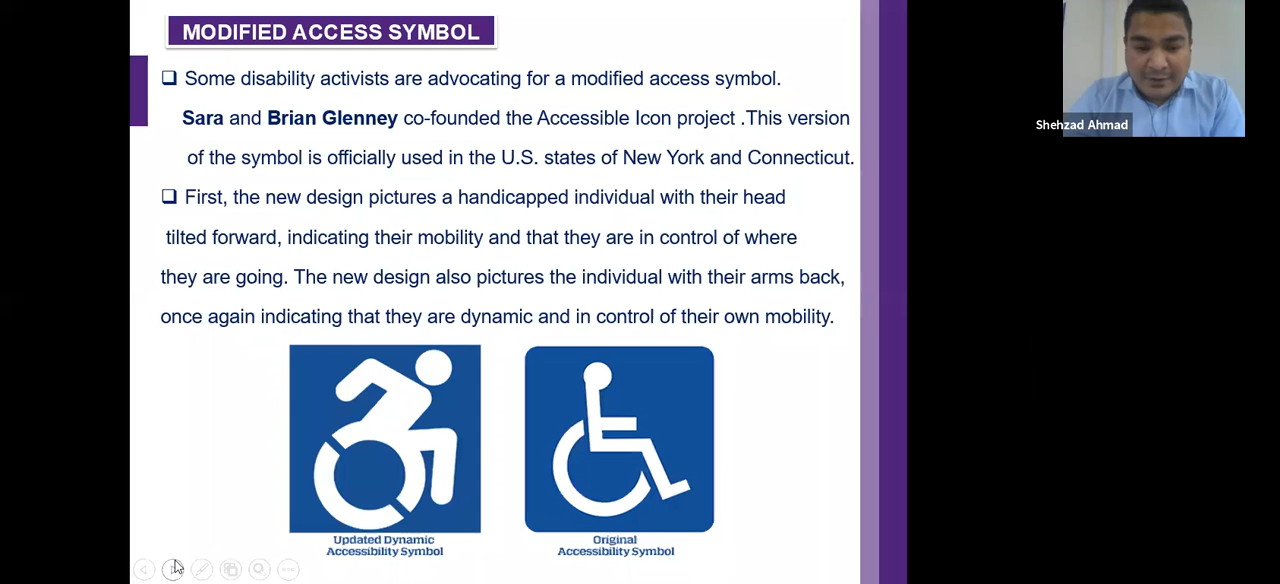 MODIFIED ACCESS SYMBOL
Some disability activists are advocating for a modified access symbol.
Sara and Brian Glenney co-founded the Accessible Icon project .This version
of the symbol is officially used in the U.S. states of New York and Connecticut.
First, the new design pictures a handicapped individual with their head
tilted forward, indicating their mobility and that they are in control of where
they are going. The new design also pictures the individual with their arms back,
once again indicating that they are dynamic and in control of their own mobility.
Updated Dynamic
Accessibility Symbol
Original
Accessibility Symbol
Shehzad Ahmad